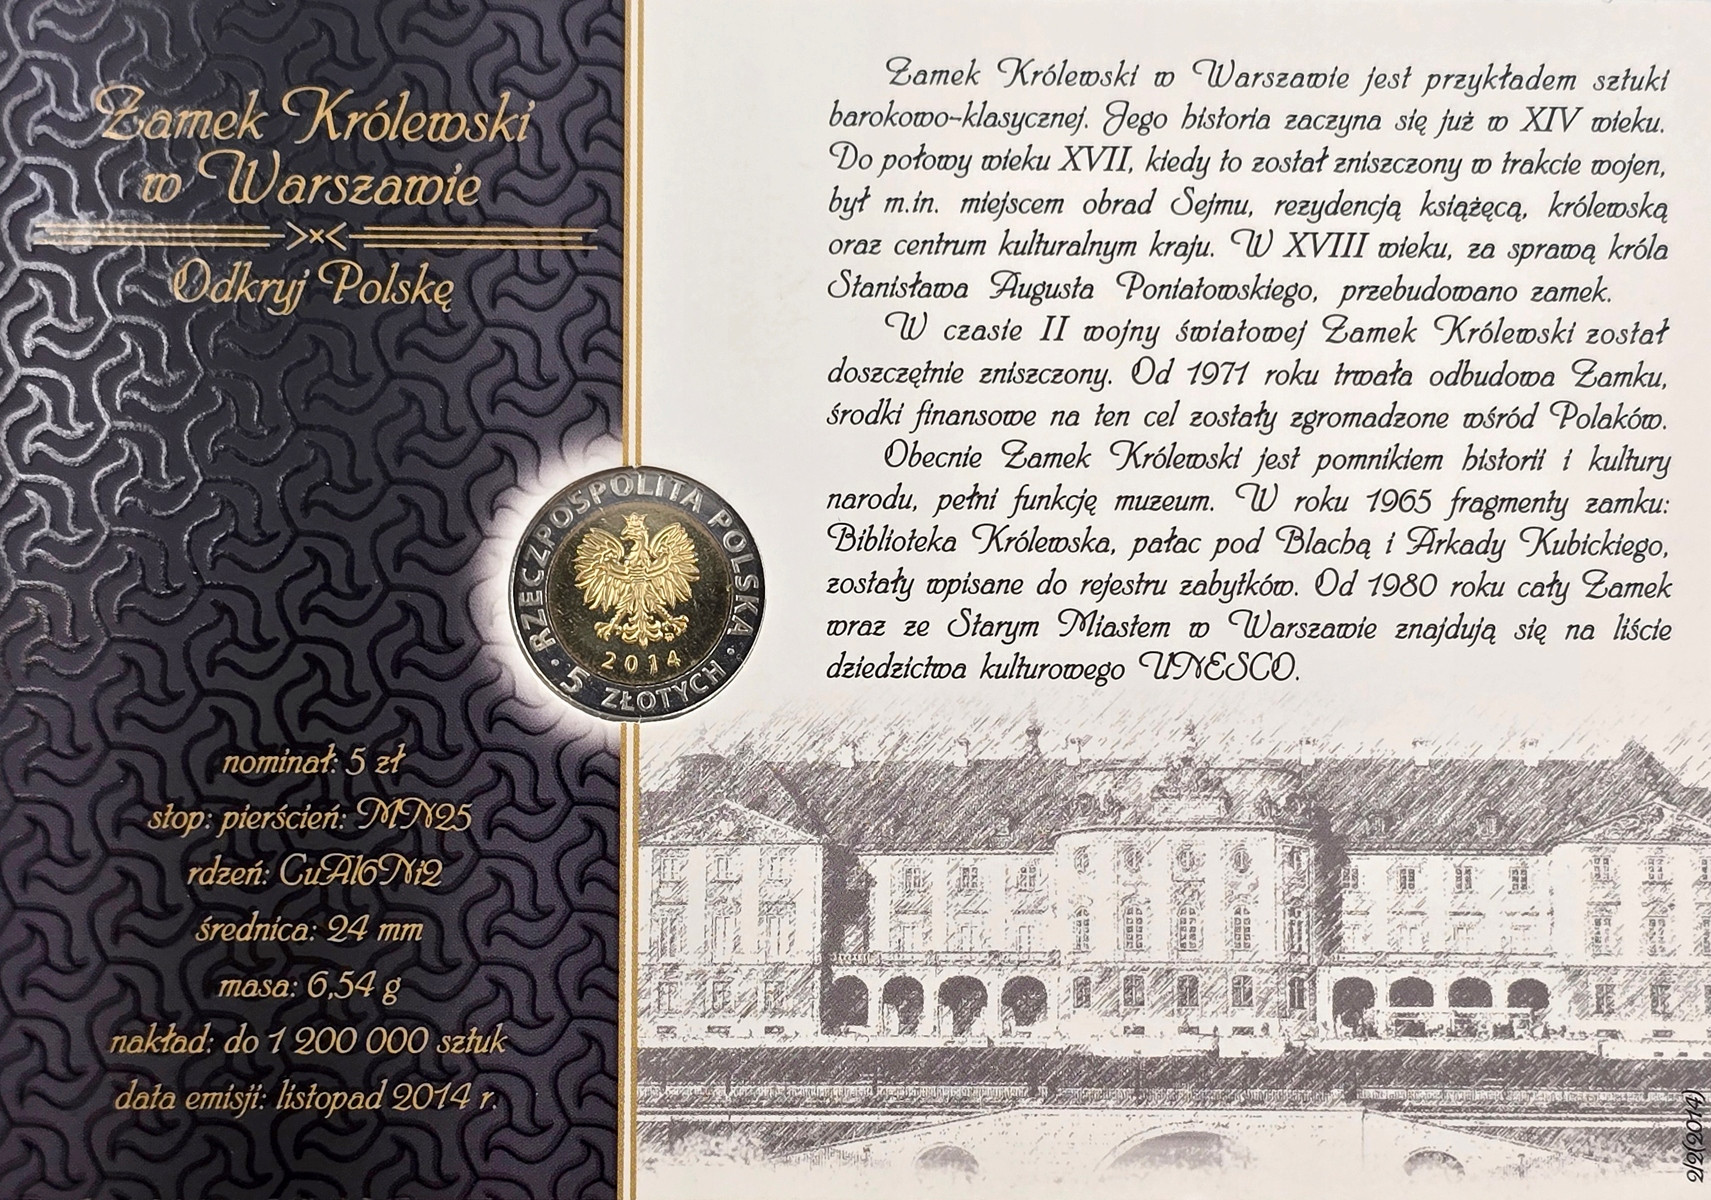 Zamek Królewski
w Warszawie
Odkryj Polskę
nominał: 5 zł
stop: pierścień: MN25
rdzeń: CuAl6Ni2
średnica: 24 mm
masa: 6,54 g
nakład: do 1 200 000 sztuk
data emisji: listopad 2014 r.
RZECZPOSPOLITA POLSKA
2014
5 ZŁOTYCH
Zamek Królewski w Warszawie jest przykładem sztuki
barokowo-klasycznej. Jego historia zaczyna się już w XIV wieku.
Do połowy wieku XVII, kiedy to został zniszczony w trakcie wojen,
był m.in. miejscem obrad Sejmu, rezydencją książęcą, królewską
oraz centrum kulturalnym kraju. W XVIII wieku, za sprawą króla
Stanisława Augusta Poniatowskiego, przebudowano zamek.
W czasie II wojny światowej Zamek Królewski został
doszczętnie zniszczony. Od 1971 roku trwała odbudowa Zamku,
środki finansowe na ten cel zostały zgromadzone wśród Polaków.
Obecnie Zamek Królewski jest pomnikiem historii i kultury
narodu, pełni funkcję muzeum. W roku 1965 fragmenty zamku:
Biblioteka Królewska, pałac pod Blachą i Arkady Kubickiego,
zostały wpisane do rejestru zabytków. Od 1980 roku cały Zamek
wraz ze Starym Miastem w Warszawie znajdują się na liście
dziedzictwa kulturowego UNESCO.
2/2(2014)